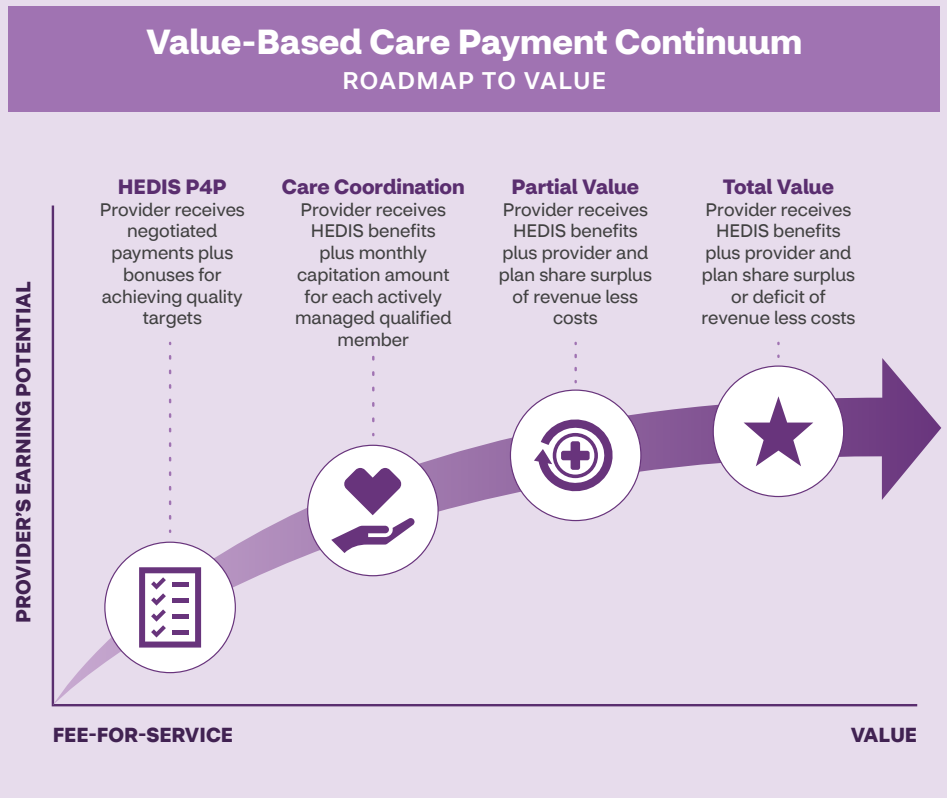 Value-Based Care Payment Continuum
ROADMAP TO VALUE
HEDIS P4P
Provider receives
negotiated
payments plus
bonuses for
achieving quality
targets
Care Coordination
Provider receives
HEDIS benefits
plus monthly
capitation amount
for each actively
managed qualified
member
Partial Value
Provider receives
HEDIS benefits
plus provider and
plan share surplus
of revenue less
costs
Total Value
Provider receives
HEDIS benefits
plus provider and
plan share surplus
or deficit of
revenue less costs
PROVIDER’S EARNING POTENTIAL
FEE-FOR-SERVICE
VALUE